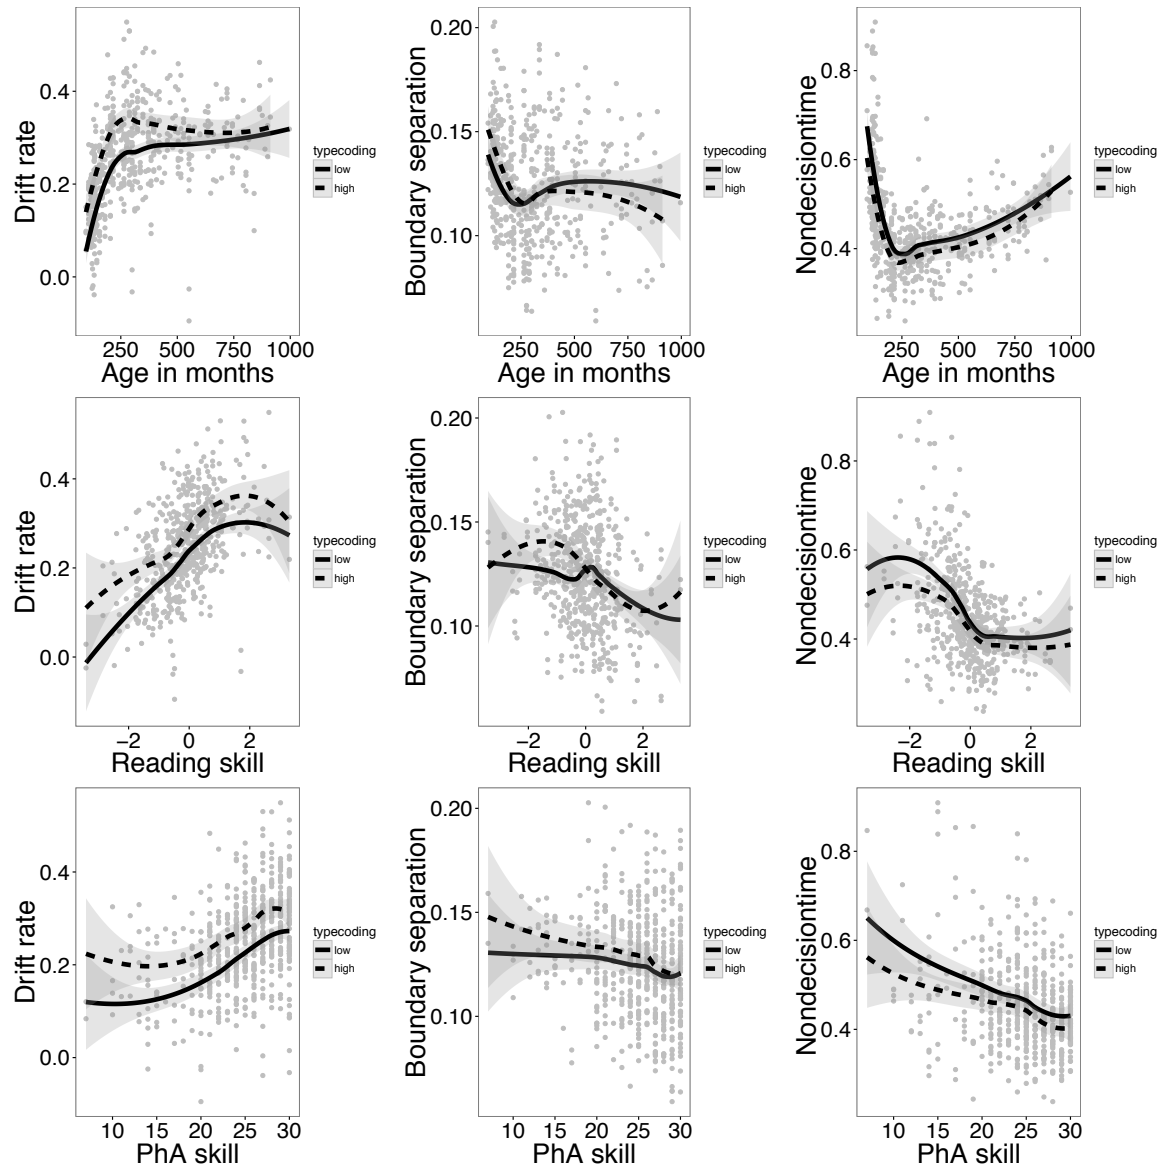 Drift rate
0.4
0.2
0.0
250 500 750 1000
Age in months
typecoding
low
high
Boundary separation
0.20
0.15
0.10
250 500 750 1000
Age in months
typecoding
low
high
Nondecisiontime
0.8
0.6
0.4
250 500 750 1000
Age in months
typecoding
low
high
Drift rate
0.4
0.2
0.0
−2 0 2
Reading skill
typecoding
low
high
Boundary separation
0.20
0.15
0.10
−2 0 2
Reading skill
typecoding
low
high
Nondecisiontime
0.8
0.6
0.4
−2 0 2
Reading skill
typecoding
low
high
Drift rate
0.4
0.2
0.0
10 15 20 25 30
PhA skill
typecoding
low
high
Boundary separation
0.20
0.15
0.10
10 15 20 25 30
PhA skill
typecoding
low
high
Nondecisiontime
0.8
0.6
0.4
10 15 20 25 30
PhA skill
typecoding
low
high